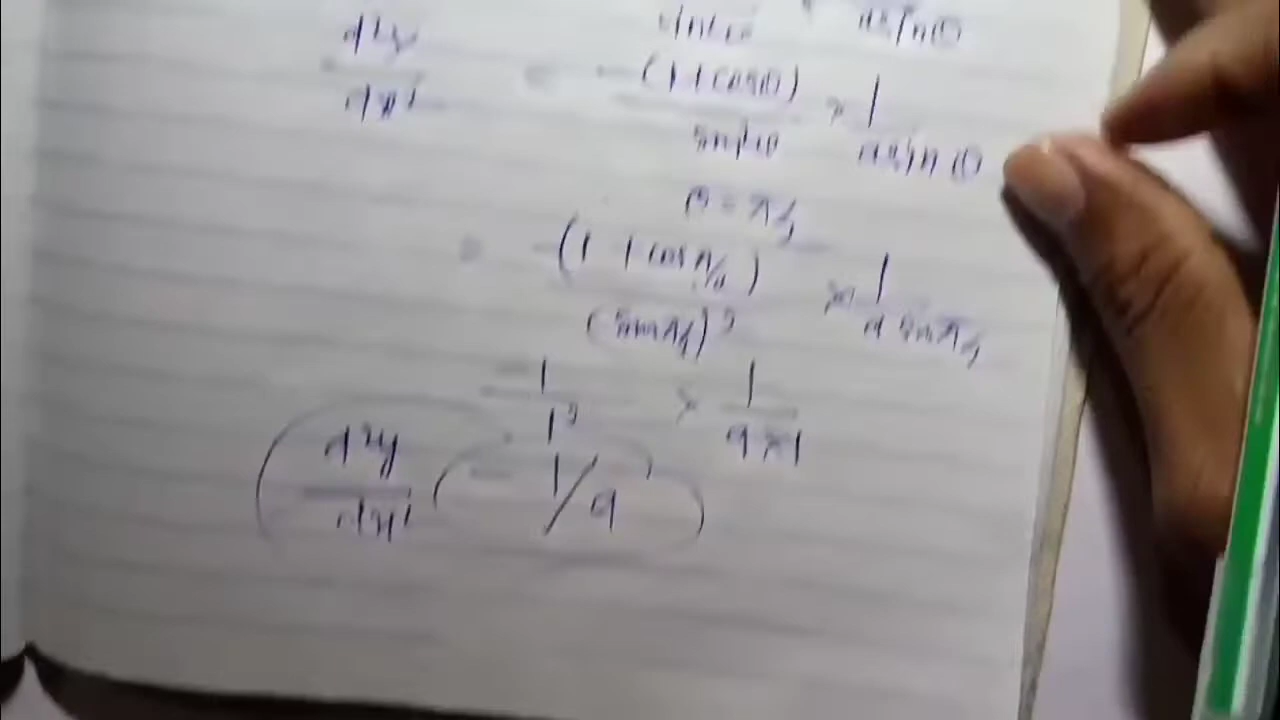 d²y / dx² = -(1+cosθ) / sin²θ × 1 / a sinθ
θ = π/2
= -(1 + cos π/2) / (sin π/2)² × 1 / a sin π/2
-1 / 1² × 1 / a×1
d²y / dx² = -1/a